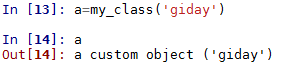 In [13]: a=my_class('giday')
In [14]: a
Out[14]: a custom object ('giday')